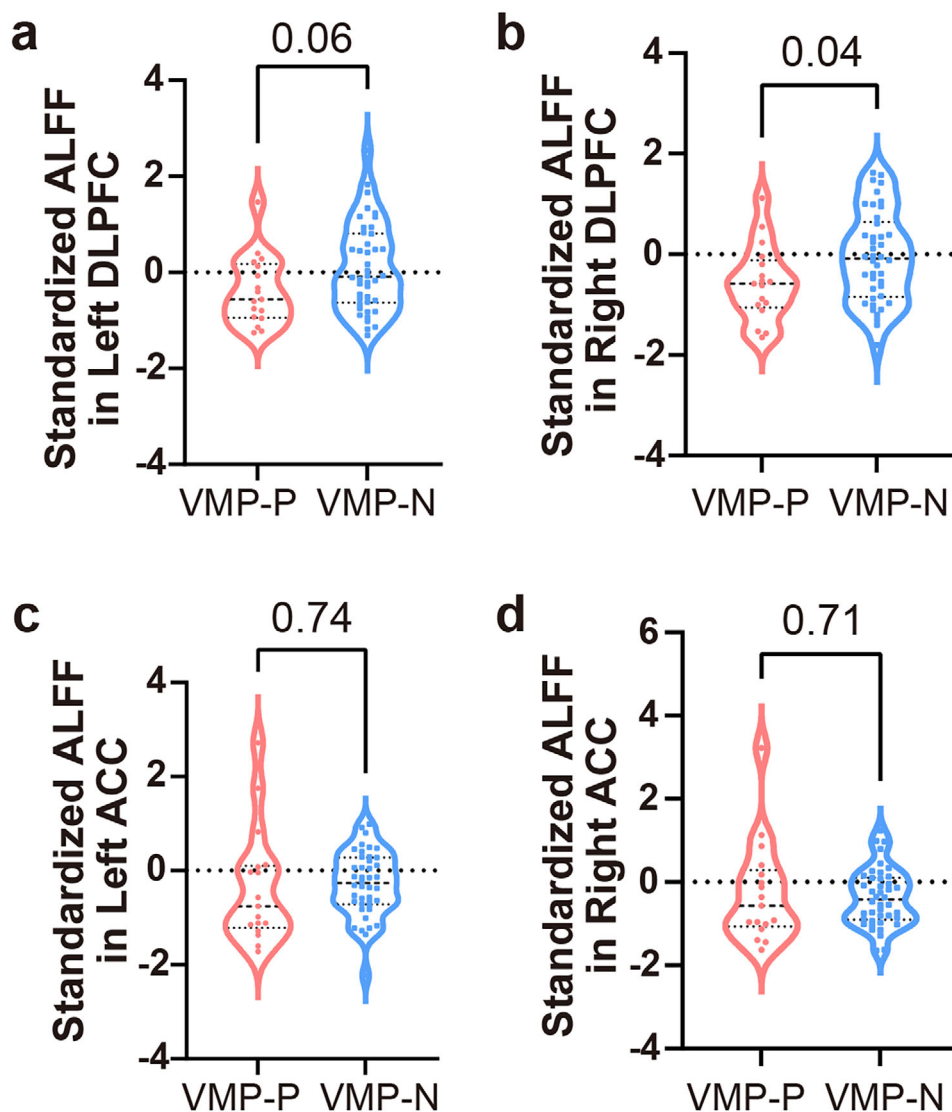 a
0.06
Standardized ALFF
in Left DLPFC
4
2
0
-2
-4
VMP-P VMP-N
b
0.04
Standardized ALFF
in Right DLPFC
4
2
0
-2
-4
VMP-P VMP-N
c
0.74
Standardized ALFF
in Left ACC
4
2
0
-2
-4
VMP-P VMP-N
d
0.71
Standardized ALFF
in Right ACC
6
4
2
0
-2
-4
VMP-P VMP-N